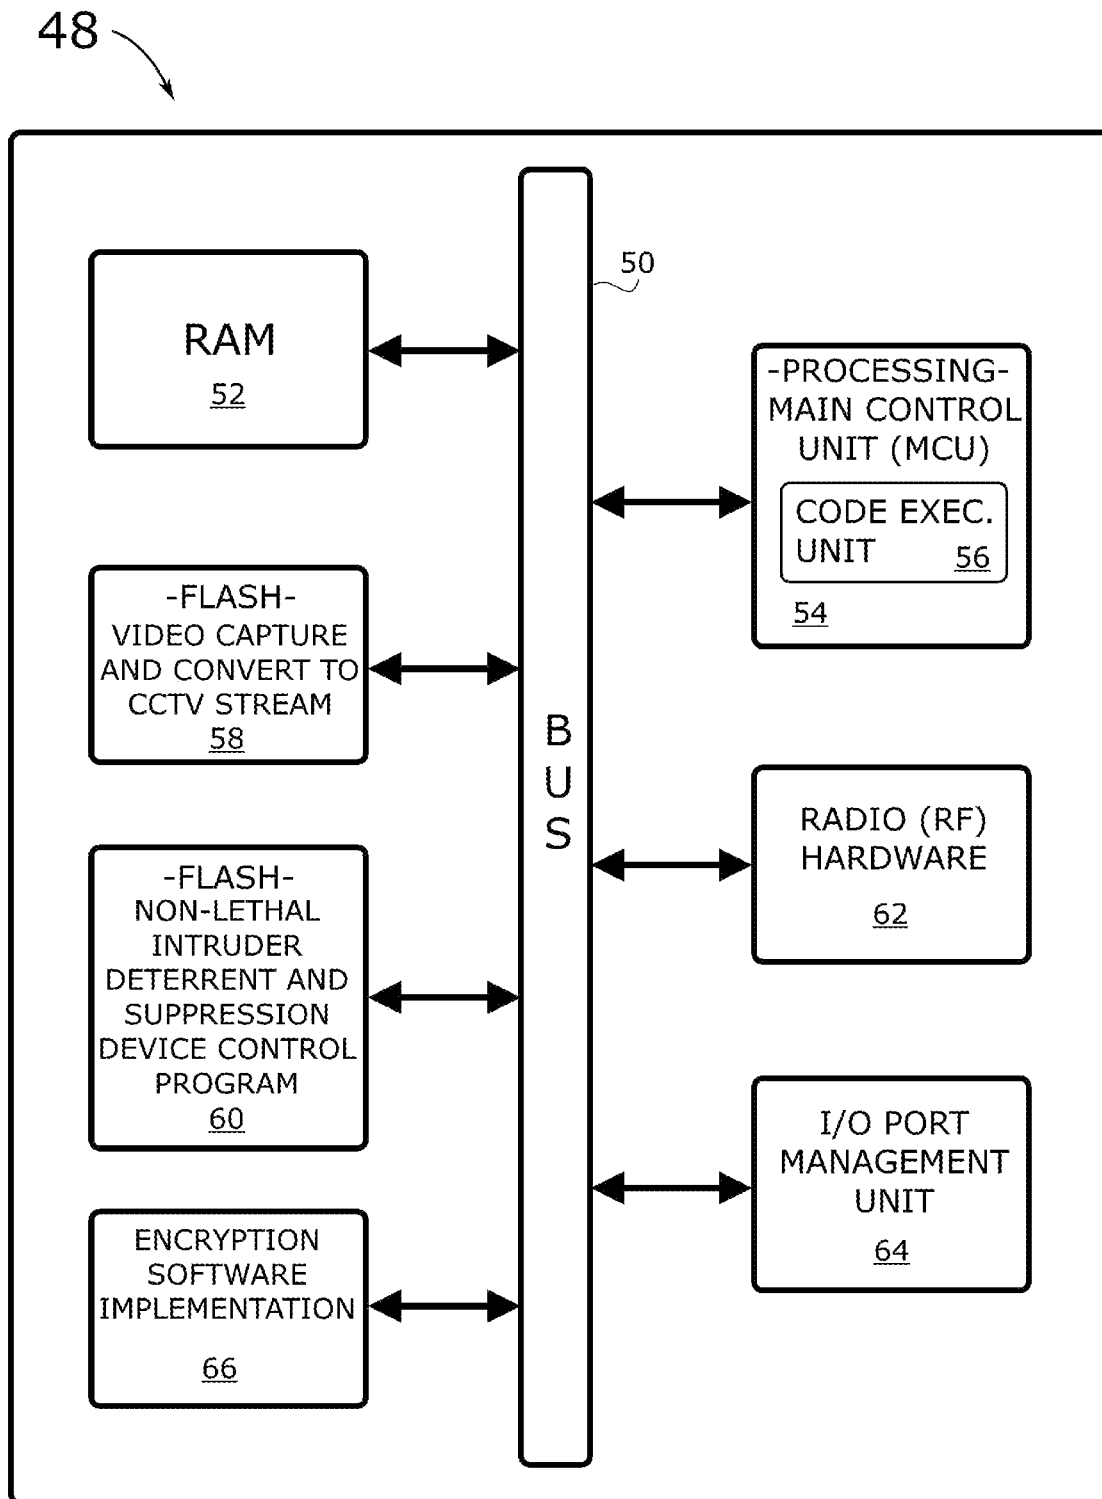 48
RAM
52
-FLASH-
VIDEO CAPTURE
AND CONVERT TO
CCTV STREAM
58
-FLASH-
NON-LETHAL
INTRUDER
DETERRENT AND
SUPPRESSION
DEVICE CONTROL
PROGRAM
60
ENCRYPTION
SOFTWARE
IMPLEMENTATION
66
50
B
U
S
-PROCESSING-
MAIN CONTROL
UNIT (MCU)
CODE EXEC.
UNIT 56
54
RADIO (RF)
HARDWARE
62
I/O PORT
MANAGEMENT
UNIT
64